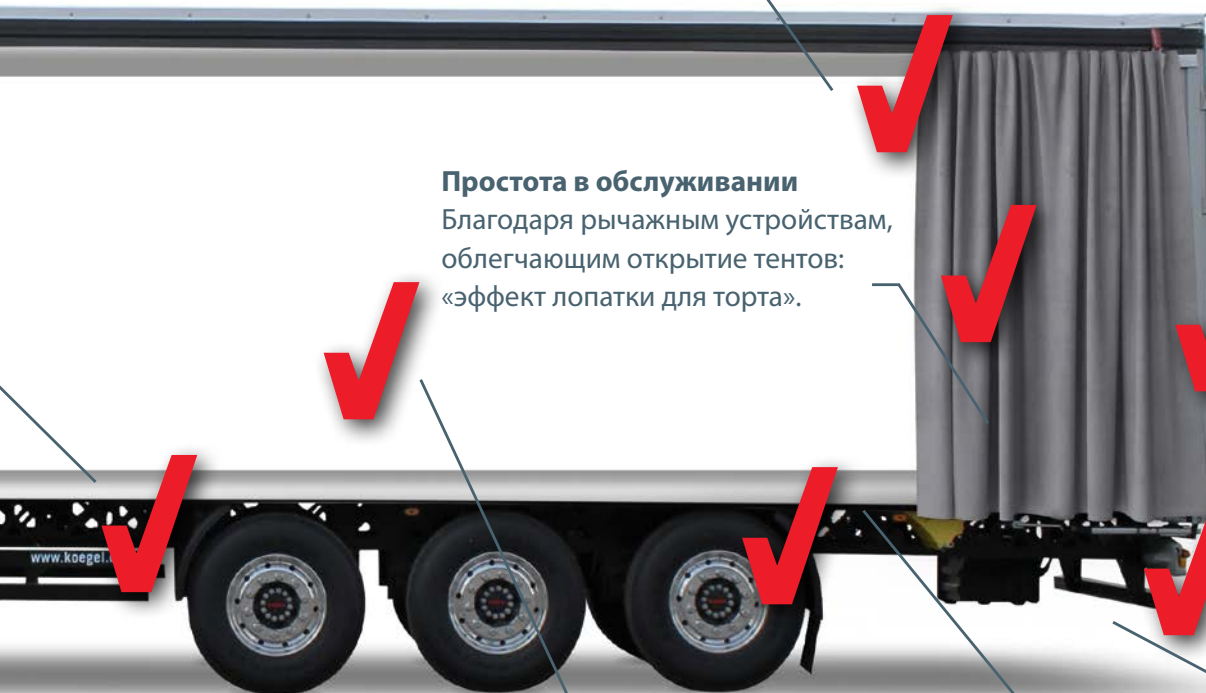 Простота в обслуживании
Благодаря рычажным устройствам,
облегчающим открытие тентов:
«эффект лопатки для торта».
www.koegel.